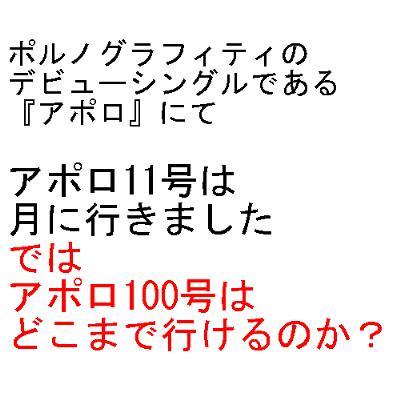 ポルノグラフィティの
デビューシングルである
『アポロ』にて
アポロ11号は
月に行きました
では
アポロ100号は
どこまで行けるのか？